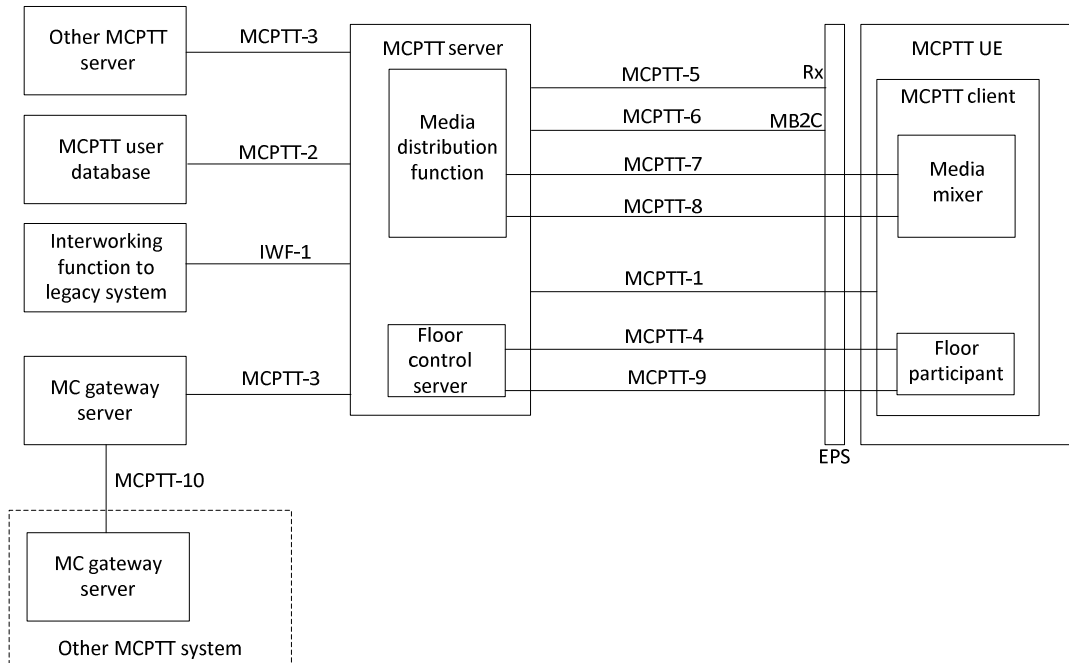 Other MCPTT
server
MCPTT-3
MCPTT user
database
MCPTT-2
Interworking
function to
legacy system
IWF-1
MC gateway
server
MCPTT-3
MCPTT-10
MC gateway
server
Other MCPTT system
MCPTT server
Media
distribution
function
Floor
control
server
MCPTT-5
Rx
MCPTT-6
MB2C
MCPTT-7
MCPTT-8
MCPTT-1
MCPTT-4
MCPTT-9
EPS
MCPTT UE
MCPTT client
Media
mixer
Floor
participant